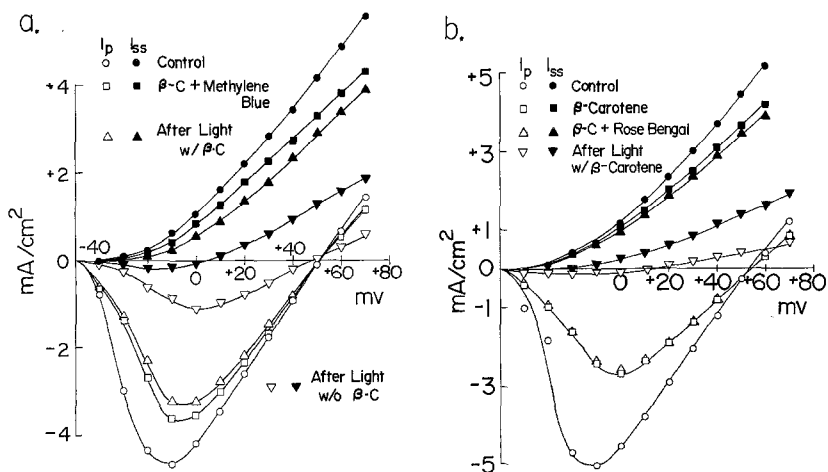 a.
Ip Iss
Control
β-C + Methylene
Blue
After Light
w/ β-C
+4
+2
0
-2
-4
mA/cm²
-40 0 +20 +40 +60 +80
mv
After Light
w/o β-C
b.
Ip Iss
Control
β-Carotene
β-C + Rose Bengal
After Light
w/β-Carotene
+5
+3
+1
0
-1
-3
-5
mA/cm²
0 +20 +40 +60 +80
mv